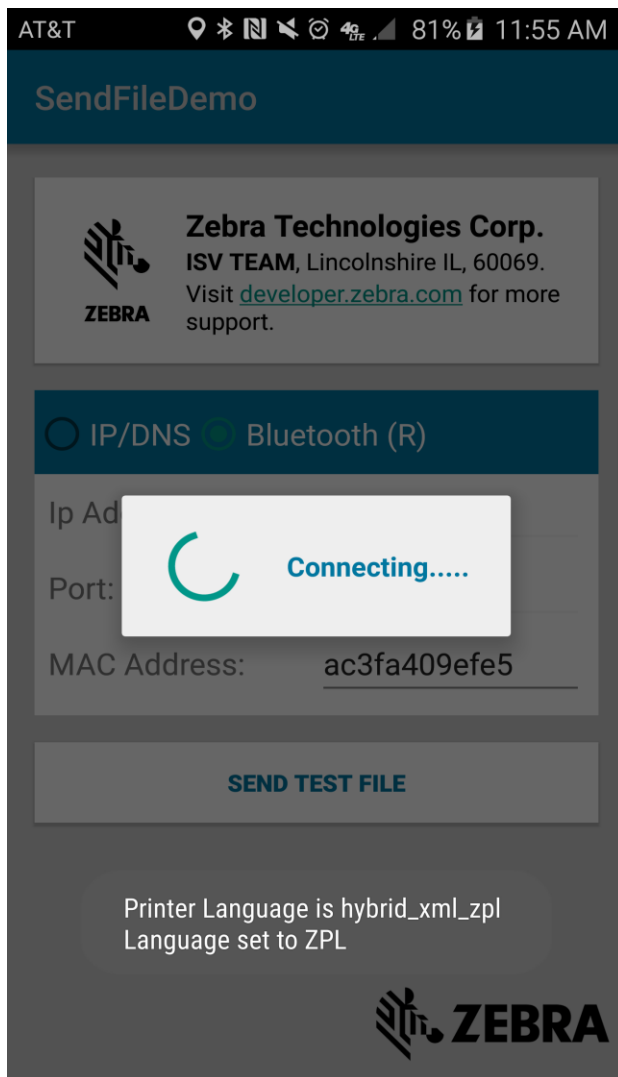 AT&T 4G LTE 81% 11:55 AM
SendFileDemo
Zebra Technologies Corp.
ISV TEAM, Lincolnshire IL, 60069.
Visit developer.zebra.com for more
support.
ZEBRA
IP/DNS Bluetooth (R)
Ip Ad
Connecting.....
Port:
MAC Address: ac3fa409efe5
SEND TEST FILE
Printer Language is hybrid_xml_zpl
Language set to ZPL
ZEBRA